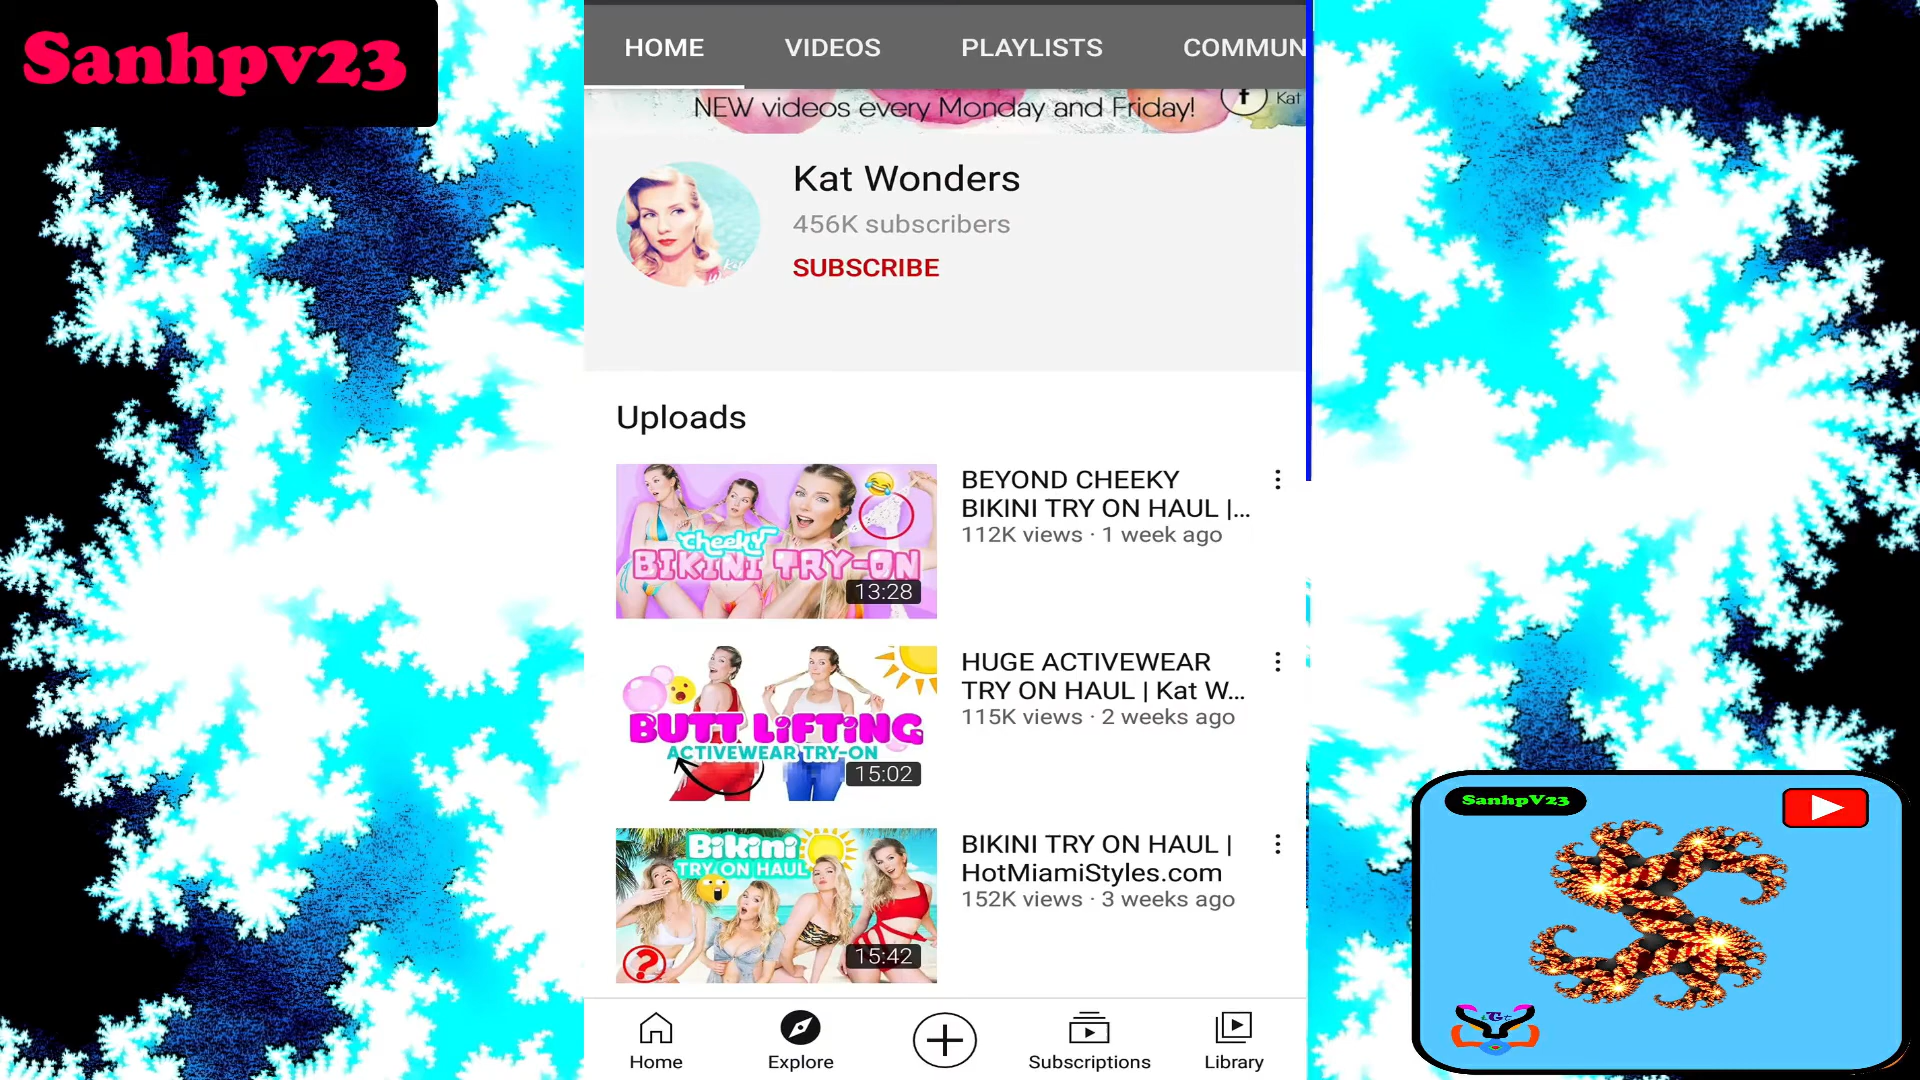 Sanhpv23
HOME VIDEOS PLAYLISTS COMMUN
NEW videos every Monday and Friday!
f Kat
Kat Wonders
456K subscribers
SUBSCRIBE
Uploads
cheeky
BIKINI TRY-ON
13:28
BEYOND CHEEKY
BIKINI TRY ON HAUL |...
112K views · 1 week ago
BUTT LiFTiNG
ACTIVEWEAR TRY-ON
15:02
HUGE ACTIVEWEAR
TRY ON HAUL | Kat W...
115K views · 2 weeks ago
Bikini
TRY ON HAUL
?
15:42
BIKINI TRY ON HAUL |
HotMiamiStyles.com
152K views · 3 weeks ago
Home Explore Subscriptions Library
SanhpV23